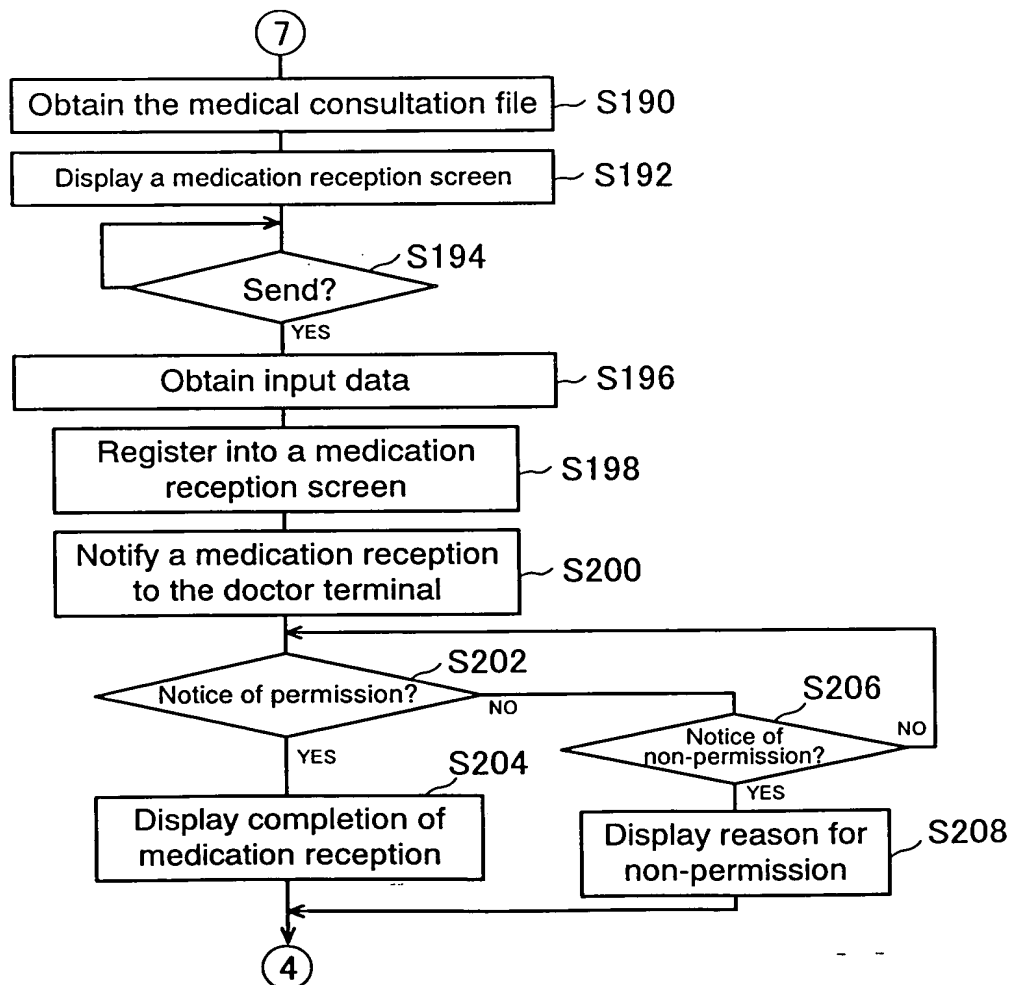 7
Obtain the medical consultation file
S190
Display a medication reception screen
S192
S194
Send?
YES
Obtain input data
S196
Register into a medication
reception screen
S198
Notify a medication reception
to the doctor terminal
S200
S202
Notice of permission?
NO
S206
Notice of
non-permission?
NO
YES
S204
YES
Display completion of
medication reception
Display reason for
non-permission
S208
4